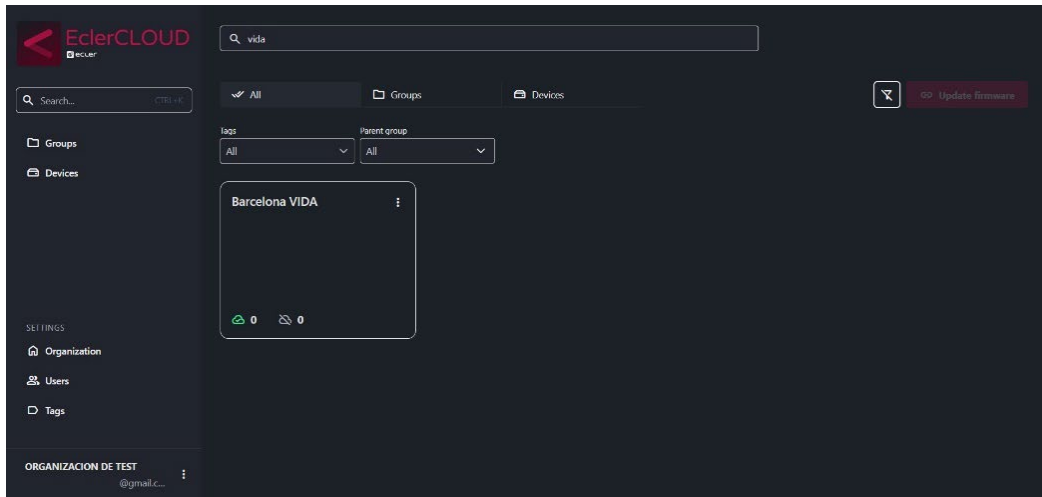 EclerCLOUD
ecler
Search... CTRL+K
Groups
Devices
SETTINGS
Organization
Users
Tags
ORGANIZACION DE TEST
@gmail.c...
vida
All
Groups
Devices
Update firmware
Tags
Parent group
All
All
Barcelona VIDA
0
0